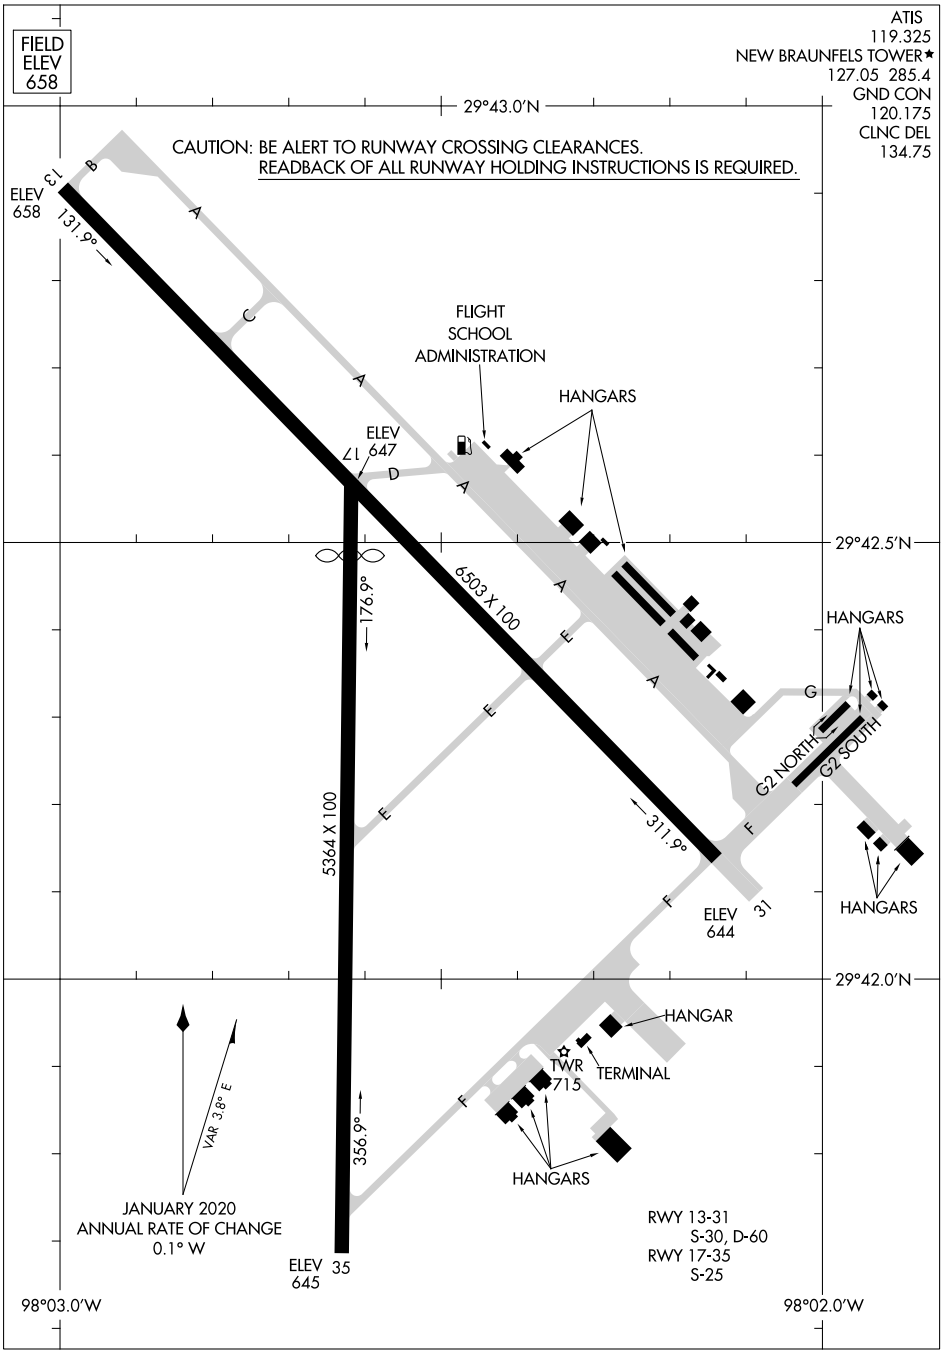 ATIS
119.325
NEW BRAUNFELS TOWER★
127.05 285.4
GND CON
120.175
CLNC DEL
134.75
FIELD
ELEV
658
29°43.0'N
CAUTION: BE ALERT TO RUNWAY CROSSING CLEARANCES.
READBACK OF ALL RUNWAY HOLDING INSTRUCTIONS IS REQUIRED.
13
B
ELEV
658
A
131.9°
C
FLIGHT
SCHOOL
ADMINISTRATION
A
HANGARS
17
ELEV
647
D
A
29°42.5'N
176.9°
6503 X 100
A
E
HANGARS
A
G
E
G2 NORTH
G2 SOUTH
E
5364 X 100
311.9°
F
F
HANGARS
31
ELEV
644
29°42.0'N
HANGAR
TWR
715
TERMINAL
F
VAR 3.8° E
356.9°
HANGARS
JANUARY 2020
ANNUAL RATE OF CHANGE
0.1° W
RWY 13-31
S-30, D-60
RWY 17-35
S-25
ELEV
645
35
98°03.0'W
98°02.0'W